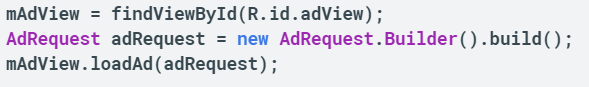 mAdView = findViewById(R.id.adView);
AdRequest adRequest = new AdRequest.Builder().build();
mAdView.loadAd(adRequest);